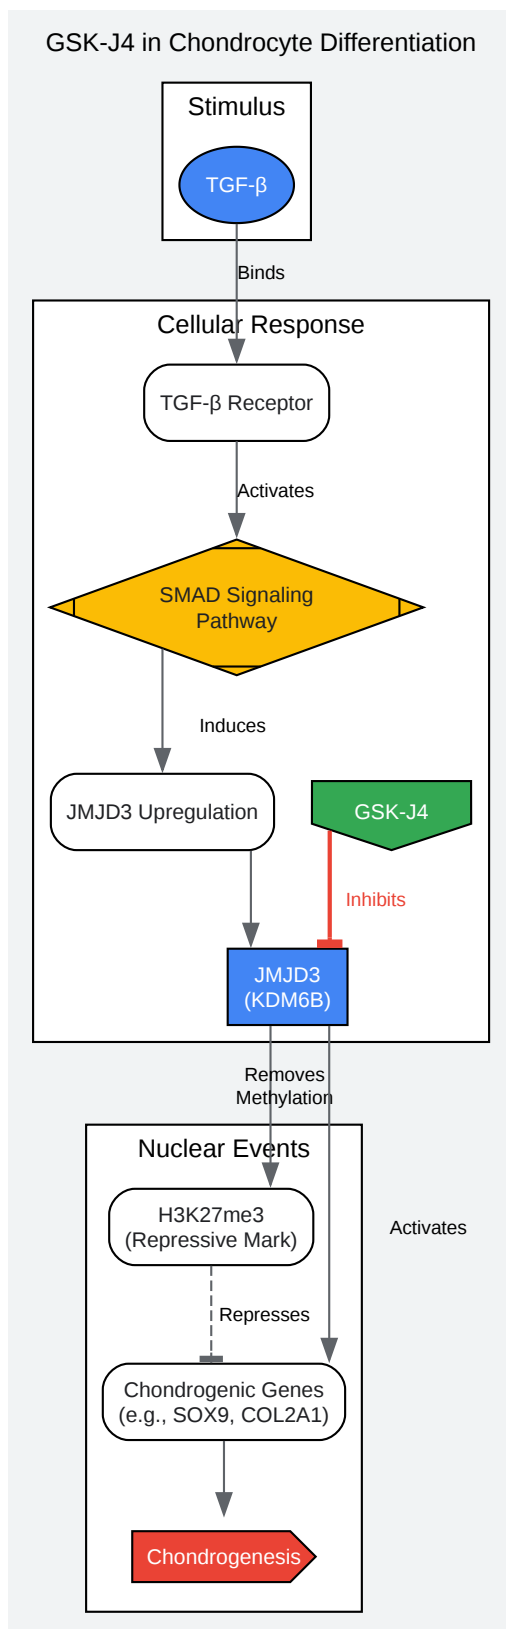 GSK-J4 in Chondrocyte Differentiation
Stimulus
TGF-β
Binds
Cellular Response
TGF-β Receptor
Activates
SMAD Signaling
Pathway
Induces
JMJD3 Upregulation
GSK-J4
Inhibits
JMJD3
(KDM6B)
Removes
Methylation
Nuclear Events
H3K27me3
(Repressive Mark)
Activates
Represses
Chondrogenic Genes
(e.g., SOX9, COL2A1)
Chondrogenesis